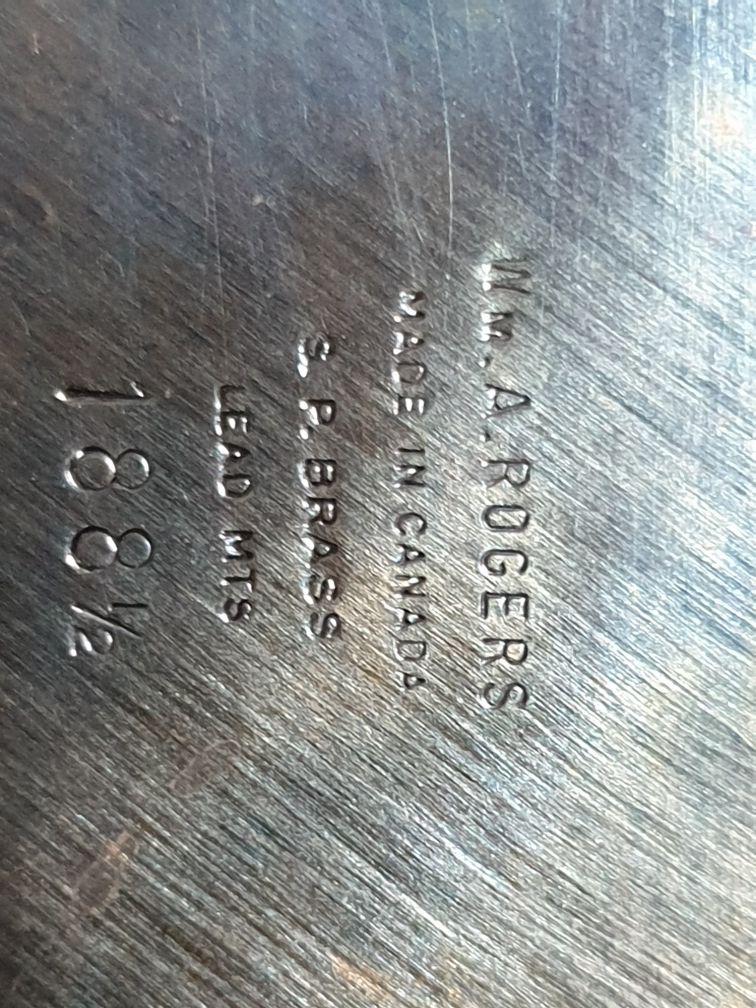 WM. A. ROGERS
MADE IN CANADA
S. P. BRASS
LEAD MTS
188½